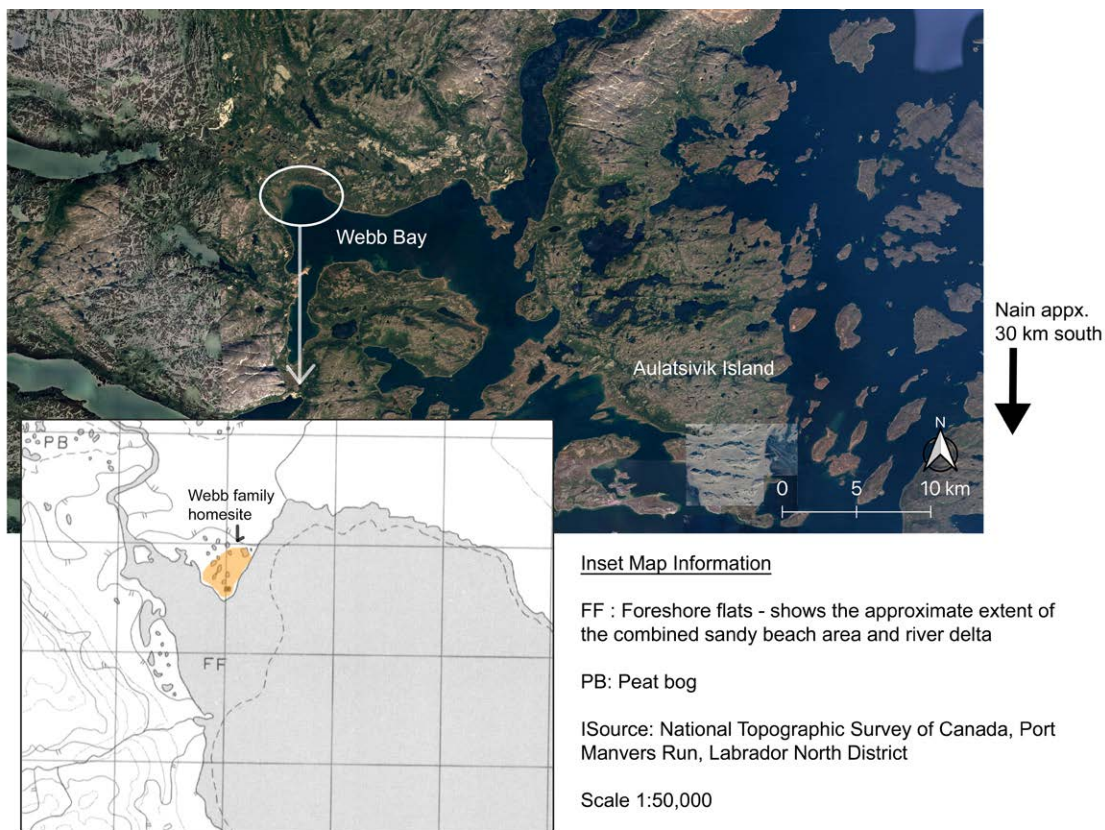 Webb Bay
Nain appx.
30 km south
Aulatsivik Island
N
0 5 10 km
PB
Webb family
homesite
FF
Inset Map Information
FF : Foreshore flats - shows the approximate extent of
the combined sandy beach area and river delta
PB: Peat bog
ISource: National Topographic Survey of Canada, Port
Manvers Run, Labrador North District
Scale 1:50,000